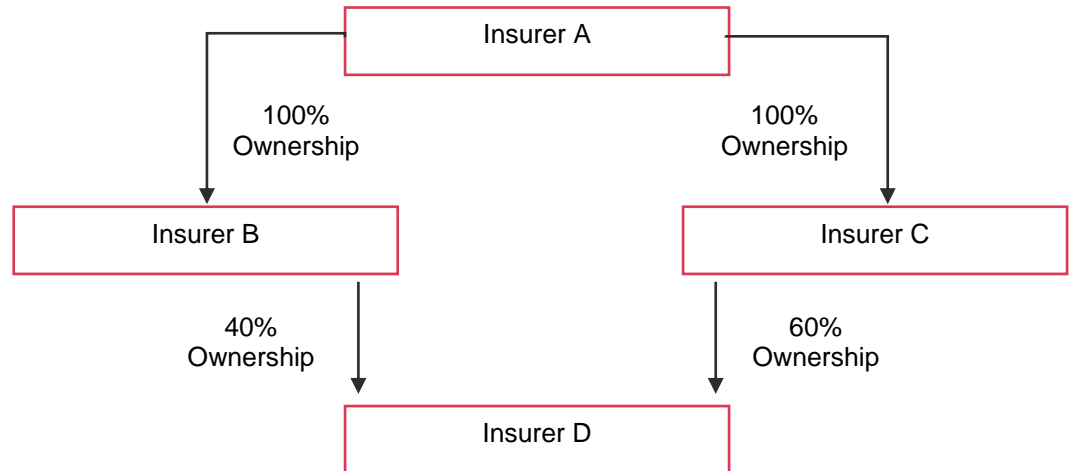 Insurer A
100%
Ownership
100%
Ownership
Insurer B
Insurer C
40%
Ownership
60%
Ownership
Insurer D